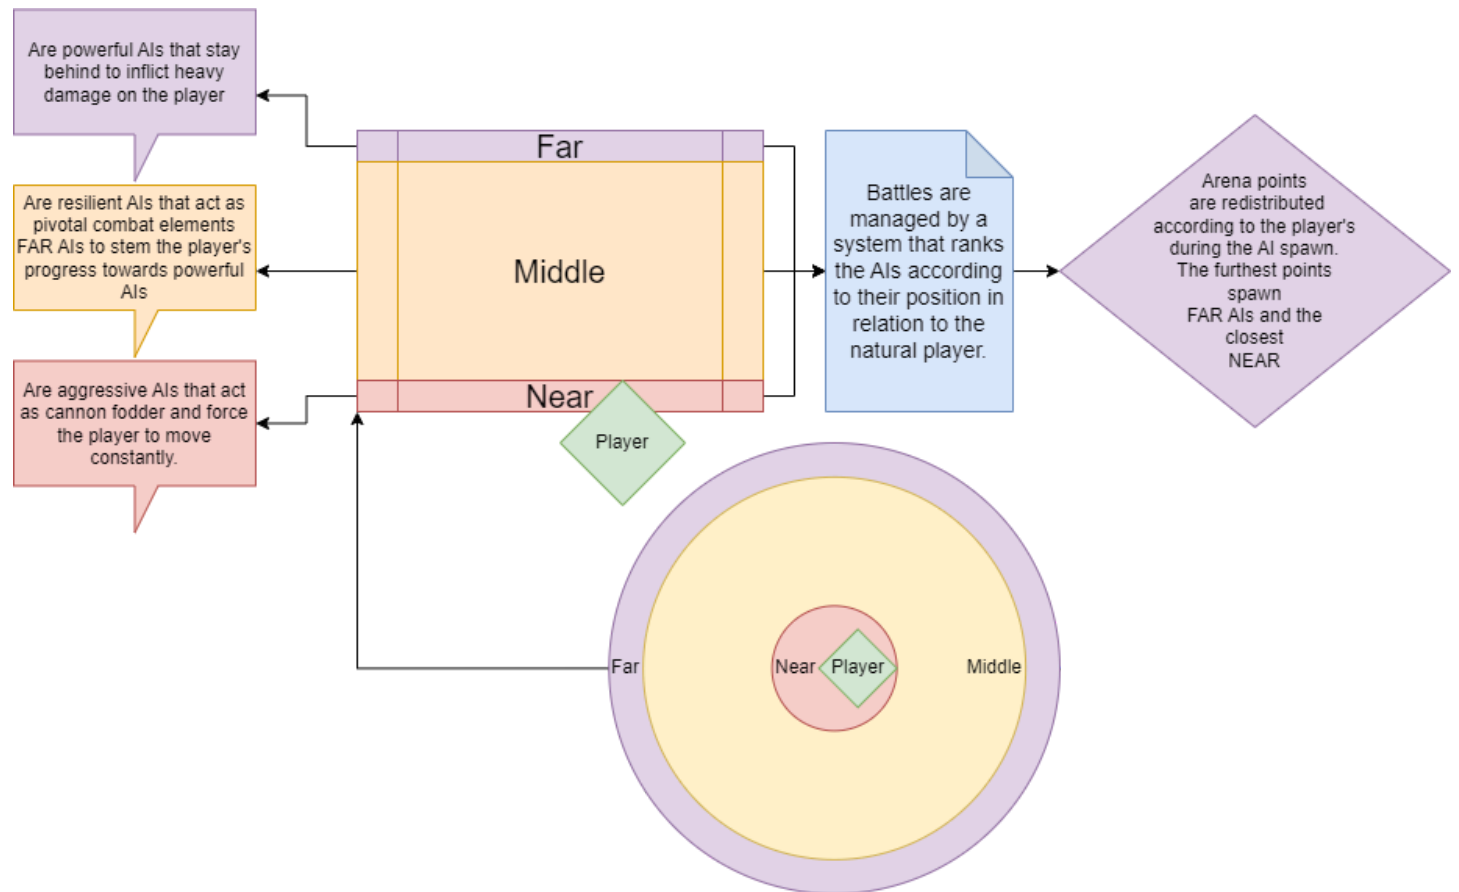 Are powerful AIs that stay
behind to inflict heavy
damage on the player
Are resilient AIs that act as
pivotal combat elements
FAR AIs to stem the player's
progress towards powerful
AIs
Are aggressive AIs that act
as cannon fodder and force
the player to move
constantly.
Far
Middle
Near
Player
Battles are
managed by a
system that ranks
the AIs according
to their position in
relation to the
natural player.
Arena points
are redistributed
according to the player's
during the AI spawn.
The furthest points
spawn
FAR AIs and the
closest
NEAR
Far
Near
Player
Middle